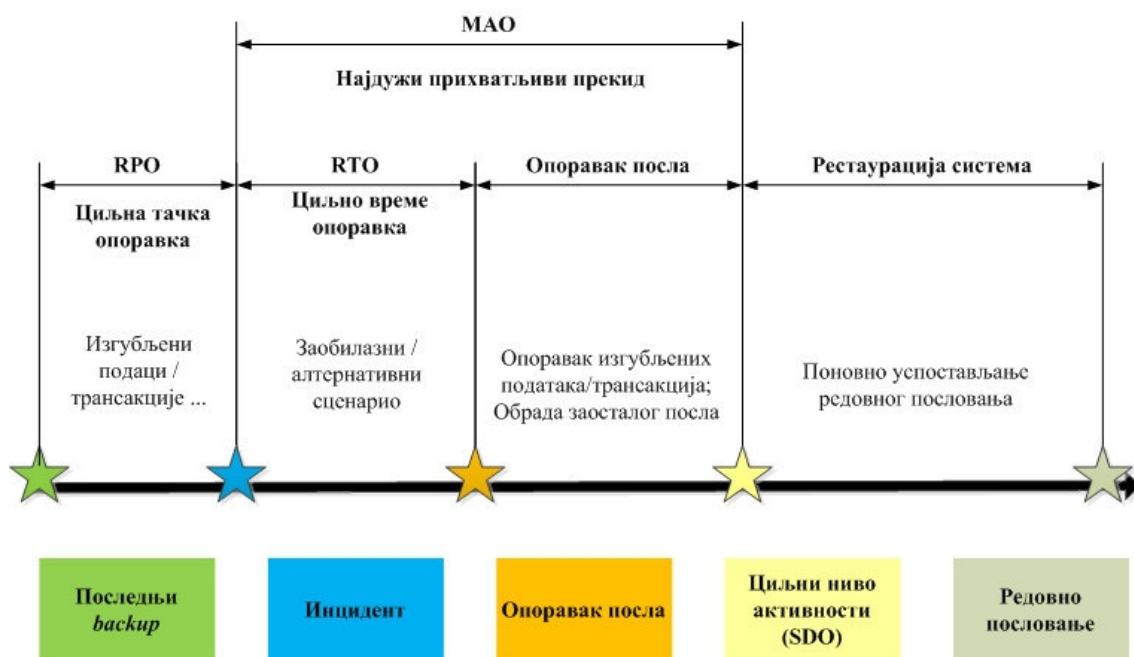 МАО
Најдужи прихватљиви прекид
RPO
RTO
Опоравак посла
Рестаурација система
Циљна тачка
опоравка
Циљно време
опоравка
Изгубљени
подаци /
трансакције ...
Заобилазни /
алтернативни
сценарио
Опоравак изгубљених
података/трансакција;
Обрада заосталог посла
Поновно успостављање
редовног пословања
Последњи
backup
Инцидент
Опоравак посла
Циљни ниво
активности
(SDO)
Редовно
пословање